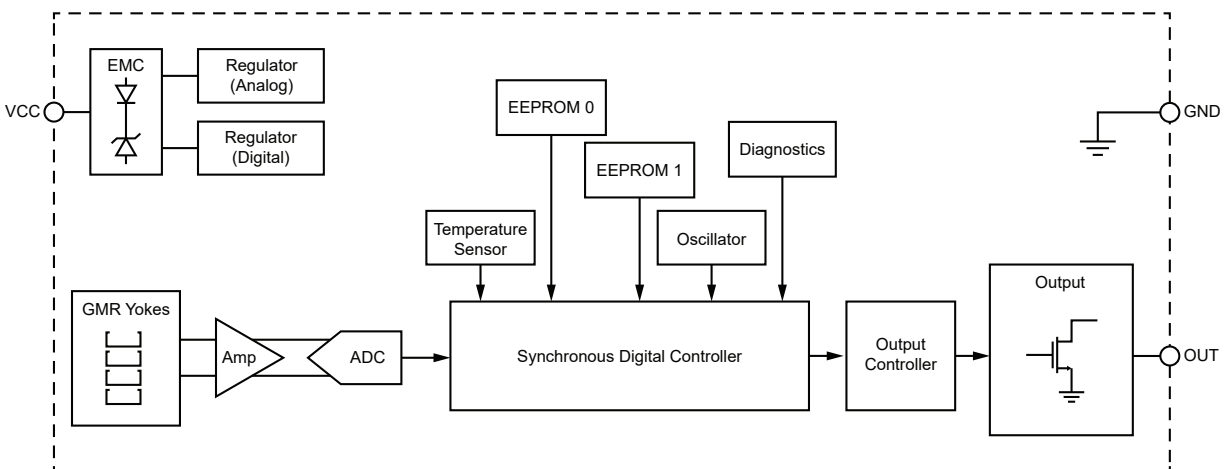 EMC
Regulator
(Analog)
VCC
Regulator
(Digital)
EEPROM 0
EEPROM 1
Diagnostics
GND
Temperature
Sensor
Oscillator
GMR Yokes
Amp
ADC
Synchronous Digital Controller
Output
Controller
Output
OUT